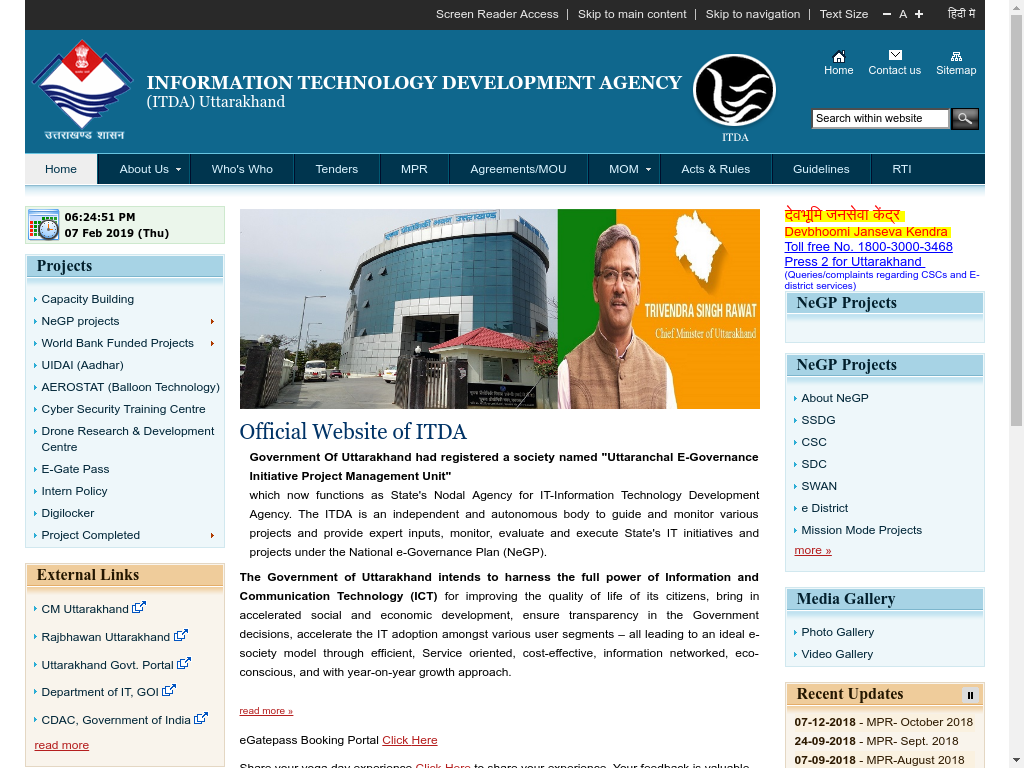 Screen Reader Access | Skip to main content | Skip to navigation | Text Size − A + हिंदी में
उत्तराखण्ड शासन
INFORMATION TECHNOLOGY DEVELOPMENT AGENCY
(ITDA) Uttarakhand
ITDA
Home Contact us Sitemap
Search within website
Home About Us Who's Who Tenders MPR Agreements/MOU MOM Acts & Rules Guidelines RTI
06:24:51 PM
07 Feb 2019 (Thu)
Projects
Capacity Building
NeGP projects
World Bank Funded Projects
UIDAI (Aadhar)
AEROSTAT (Balloon Technology)
Cyber Security Training Centre
Drone Research & Development
Centre
E-Gate Pass
Intern Policy
Digilocker
Project Completed
External Links
CM Uttarakhand
Rajbhawan Uttarakhand
Uttarakhand Govt. Portal
Department of IT, GOI
CDAC, Government of India
read more
TRIVENDRA SINGH RAWAT
Chief Minister of Uttarakhand
Official Website of ITDA
Government Of Uttarakhand had registered a society named "Uttaranchal E-Governance
Initiative Project Management Unit"
which now functions as State's Nodal Agency for IT-Information Technology Development
Agency. The ITDA is an independent and autonomous body to guide and monitor various
projects and provide expert inputs, monitor, evaluate and execute State's IT initiatives and
projects under the National e-Governance Plan (NeGP).
The Government of Uttarakhand intends to harness the full power of Information and
Communication Technology (ICT) for improving the quality of life of its citizens, bring in
accelerated social and economic development, ensure transparency in the Government
decisions, accelerate the IT adoption amongst various user segments – all leading to an ideal e-
society model through efficient, Service oriented, cost-effective, information networked, eco-
conscious, and with year-on-year growth approach.
read more »
eGatepass Booking Portal Click Here
Share your yoga day experience Click Here to share your experience. Your feedback is valuable
देवभूमि जनसेवा केंद्र
Devbhoomi Janseva Kendra
Toll free No. 1800-3000-3468
Press 2 for Uttarakhand
(Queries/complaints regarding CSCs and E-
district services)
NeGP Projects
NeGP Projects
About NeGP
SSDG
CSC
SDC
SWAN
e District
Mission Mode Projects
more »
Media Gallery
Photo Gallery
Video Gallery
Recent Updates
07-12-2018 - MPR- October 2018
24-09-2018 - MPR- Sept. 2018
07-09-2018 - MPR-August 2018